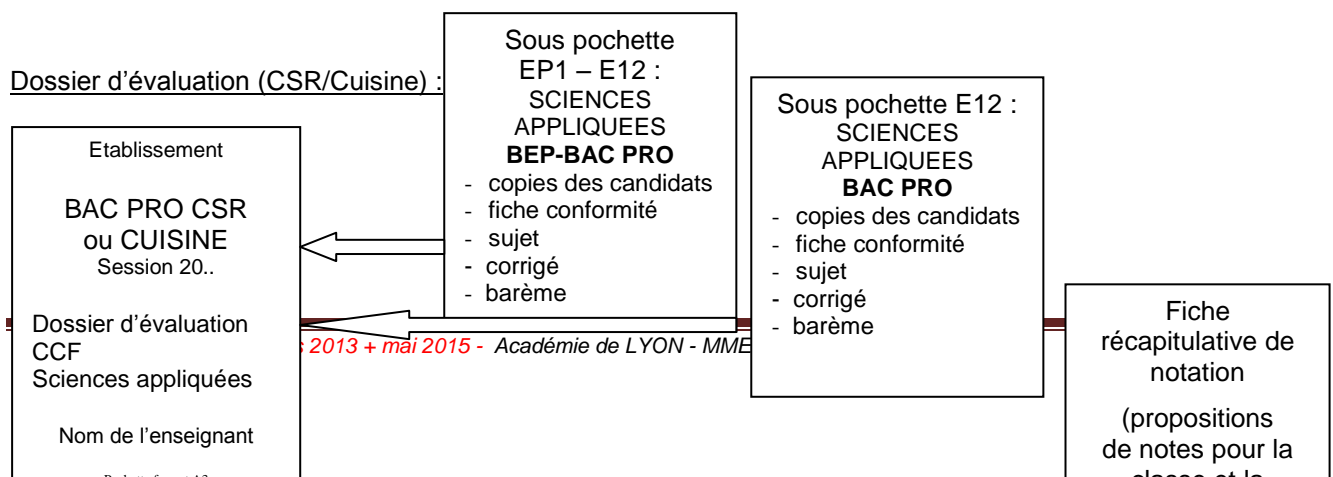 Dossier d'évaluation (CSR/Cuisine) :
Sous pochette
EP1 – E12 :
SCIENCES
APPLIQUEES
BEP-BAC PRO
- copies des candidats
- fiche conformité
- sujet
- corrigé
- barème
Sous pochette E12 :
SCIENCES
APPLIQUEES
BAC PRO
- copies des candidats
- fiche conformité
- sujet
- corrigé
- barème
Etablissement
BAC PRO CSR
ou CUISINE
Session 20..
Dossier d'évaluation
CCF
Sciences appliquées
Nom de l'enseignant
2013 + mai 2015 - Académie de LYON - MME
Fiche
récapitulative de
notation
(propositions
de notes pour la
classe et la